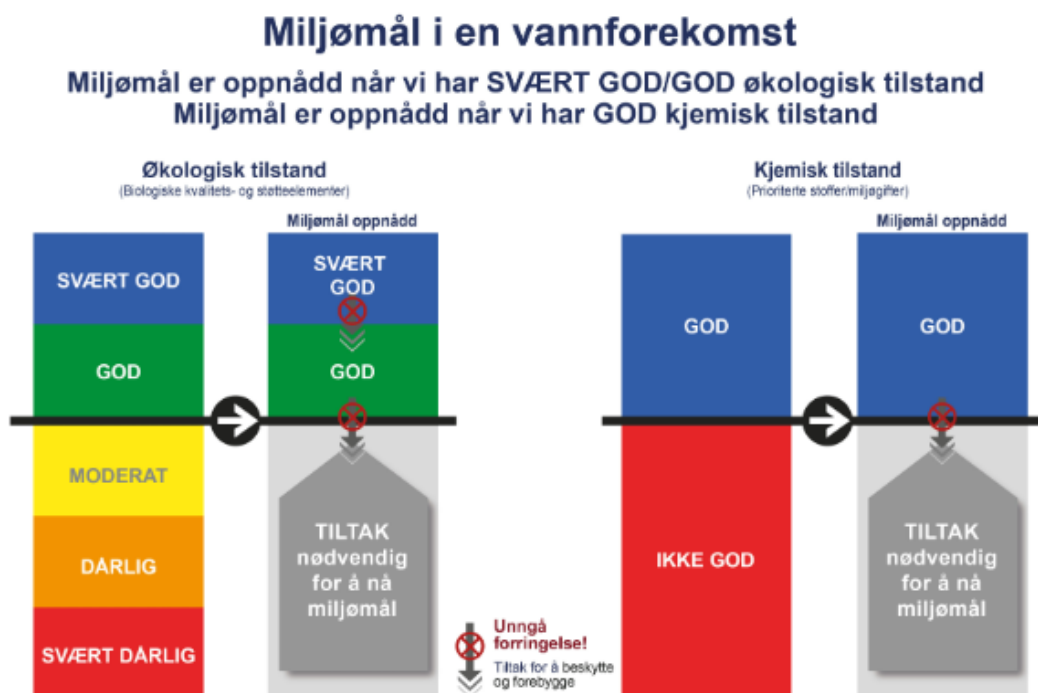 Miljømål i en vannforekomst
Miljømål er oppnådd når vi har SVÆRT GOD/GOD økologisk tilstand
Miljømål er oppnådd når vi har GOD kjemisk tilstand
Økologisk tilstand
(Biologiske kvalitets- og støtteelementer)
Miljømål oppnådd
SVÆRT GOD
GOD
MODERAT
DÅRLIG
SVÆRT DÅRLIG
SVÆRT
GOD
GOD
TILTAK
nødvendig
for å nå
miljømål
Unngå
forringelse!
Tiltak for å beskytte
og forebygge
Kjemisk tilstand
(Prioriterte stoffer/miljøgifter)
Miljømål oppnådd
GOD
IKKE GOD
GOD
TILTAK
nødvendig
for å nå
miljømål